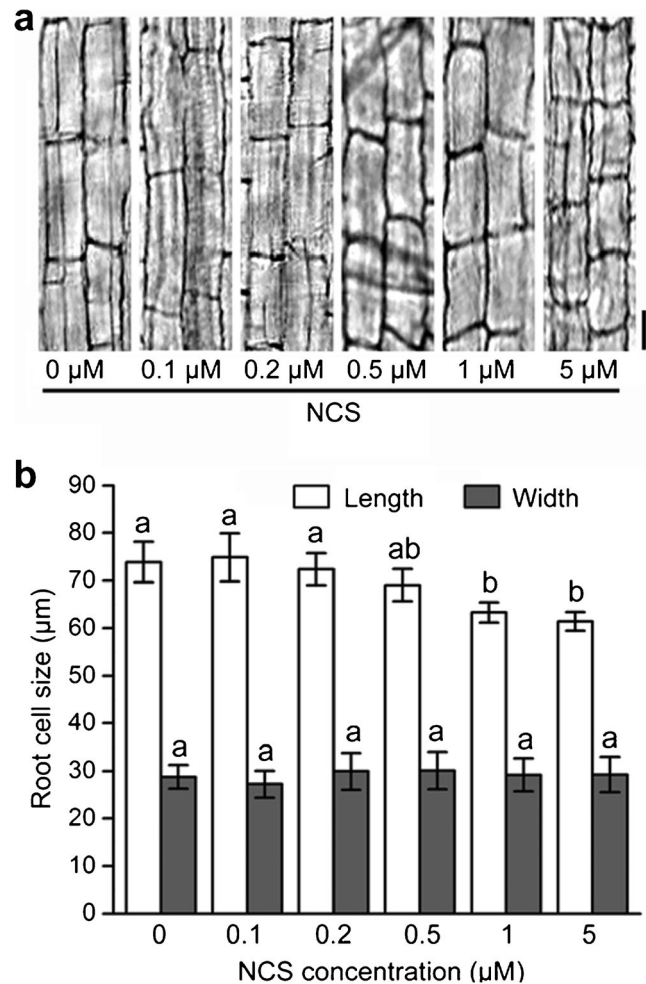 a
0 µM 0.1 µM 0.2 µM 0.5 µM 1 µM 5 µM
NCS
b
Length Width
Root cell size (µm)
90
80
70
60
50
40
30
20
10
0
a a a ab b b
a a a a a a
0 0.1 0.2 0.5 1 5
NCS concentration (µM)